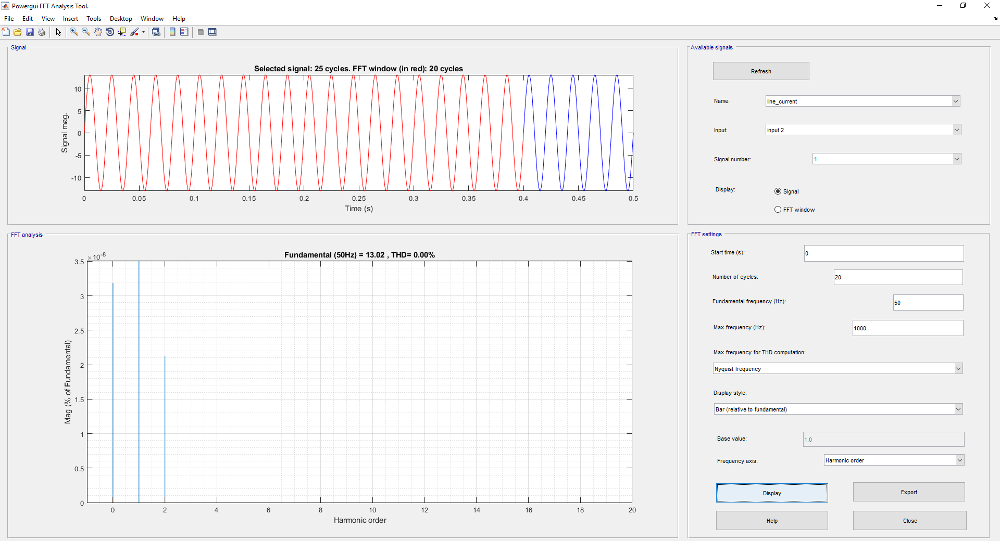 Powergui FFT Analysis Tool.
File Edit View Insert Tools Desktop Window Help
Signal
Selected signal: 25 cycles. FFT window (in red): 20 cycles
10
5
0
-5
-10
Signal mag.
0 0.05 0.1 0.15 0.2 0.25 0.3 0.35 0.4 0.45 0.5
Time (s)
FFT analysis
Fundamental (50Hz) = 13.02 , THD= 0.00%
×10-8
3.5
3
2.5
2
1.5
1
0.5
0
Mag (% of Fundamental)
0 2 4 6 8 10 12 14 16 18 20
Harmonic order
Available signals
Refresh
Name: line_current
Input: input 2
Signal number: 1
Display: Signal
FFT window
FFT settings
Start time (s): 0
Number of cycles: 20
Fundamental frequency (Hz): 50
Max frequency (Hz): 1000
Max frequency for THD computation:
Nyquist frequency
Display style:
Bar (relative to fundamental)
Base value: 1.0
Frequency axis: Harmonic order
Display Export
Help Close